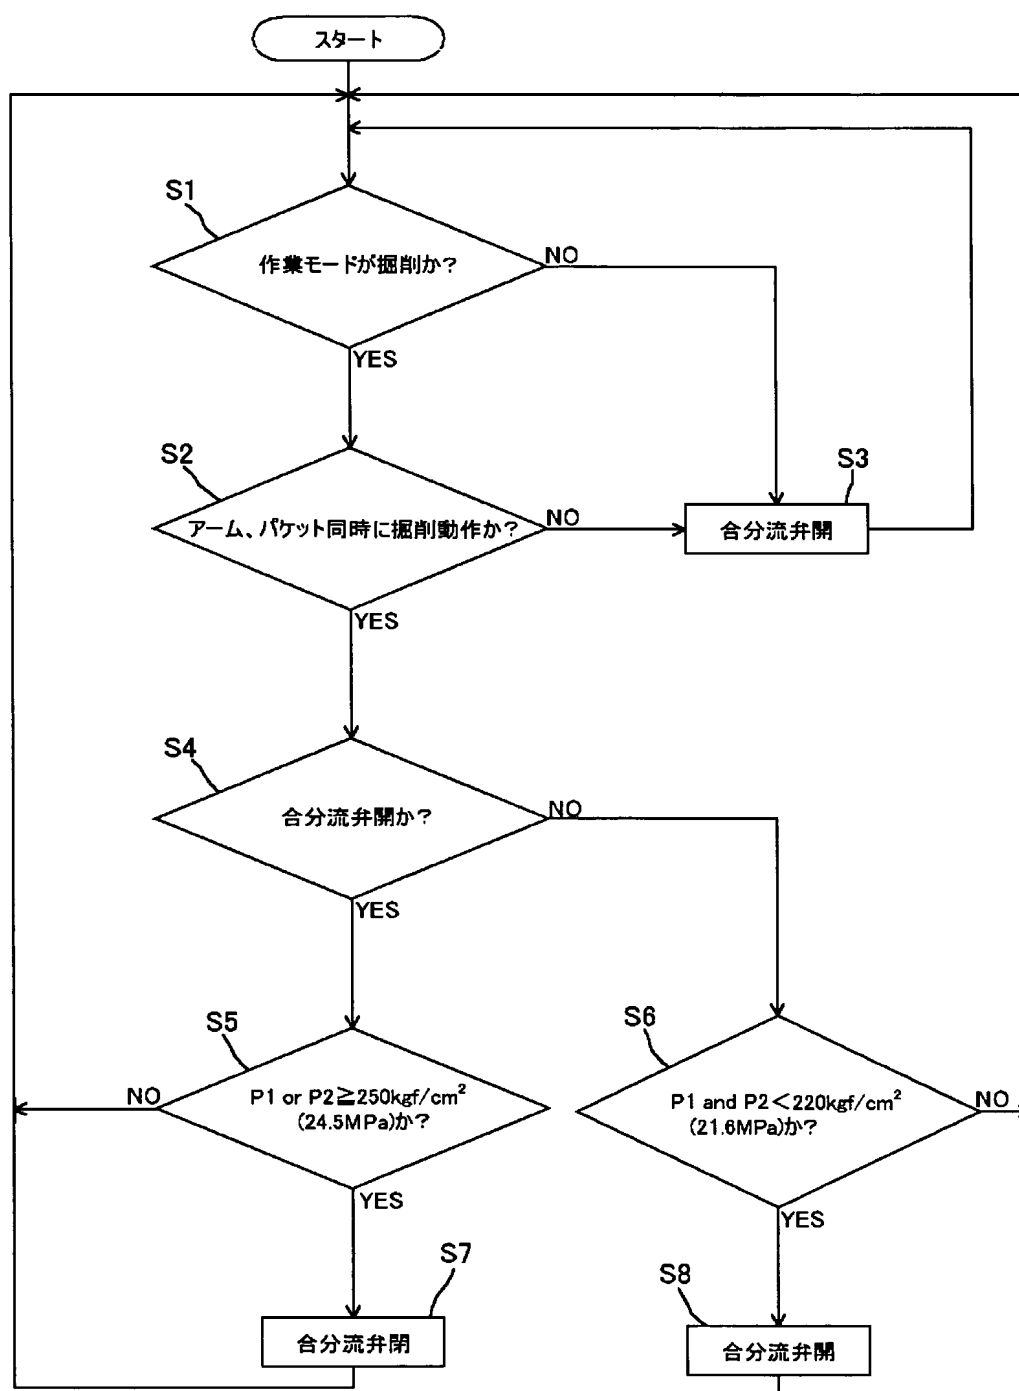 スタート
S1
作業モードが掘削か?
NO
YES
S2
アーム、バケット同時に掘削動作か?
NO
S3
合分流弁開
YES
S4
合分流弁開か?
NO
YES
S5
P1 or P2≧250kgf/cm²
(24.5MPa)か?
NO
YES
S6
P1 and P2<220kgf/cm²
(21.6MPa)か?
NO
YES
S7
合分流弁閉
S8
合分流弁開